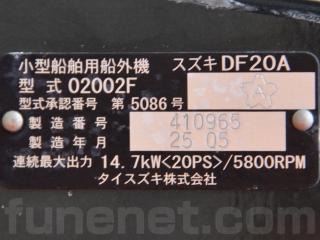 小型船舶用船外機 スズキ DF20A
型式 02002F
型式承認番号 第 5086 号
製造番号 410965
製造年月 25 05
連続最大出力 14.7kW<20PS>/5800RPM
タイスズキ株式会社
funenet.com